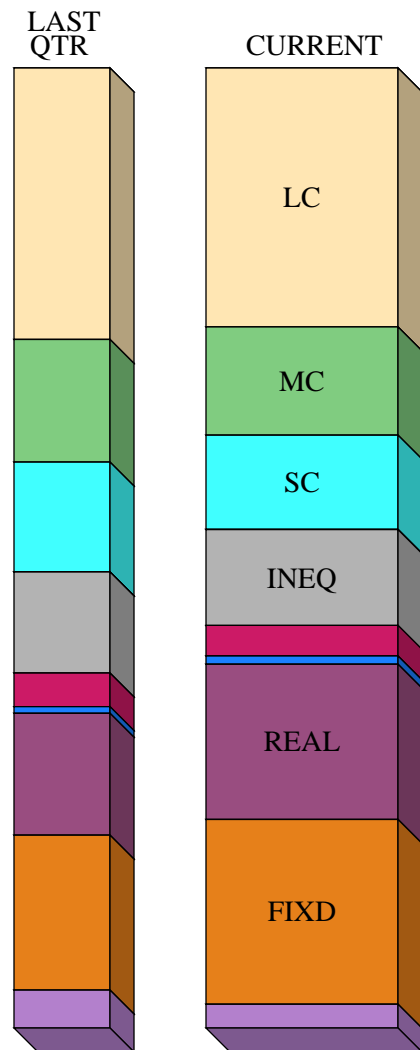 LAST
QTR
CURRENT
LC
MC
SC
INEQ
REAL
FIXD